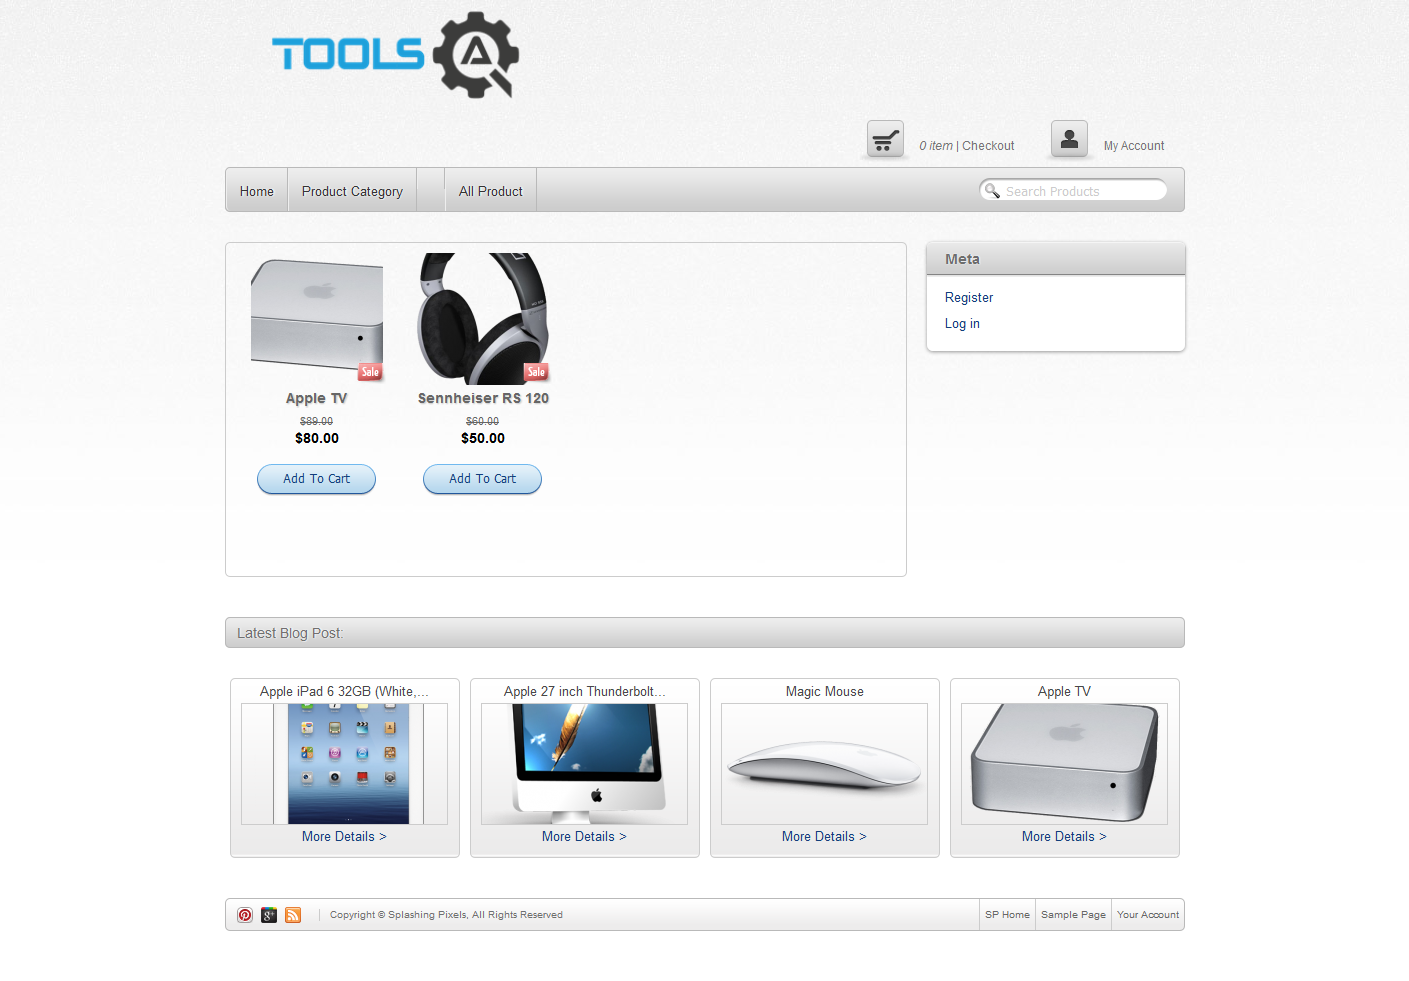 TOOLS
0 item | Checkout
My Account
Home
Product Category
All Product
Search Products
Meta
Register
Log in
Sale
Sale
Apple TV
Sennheiser RS 120
$89.00
$60.00
$80.00
$50.00
Add To Cart
Add To Cart
Latest Blog Post:
Apple iPad 6 32GB (White,...
Apple 27 inch Thunderbolt...
Magic Mouse
Apple TV
More Details >
More Details >
More Details >
More Details >
Copyright © Splashing Pixels, All Rights Reserved
SP Home
Sample Page
Your Account